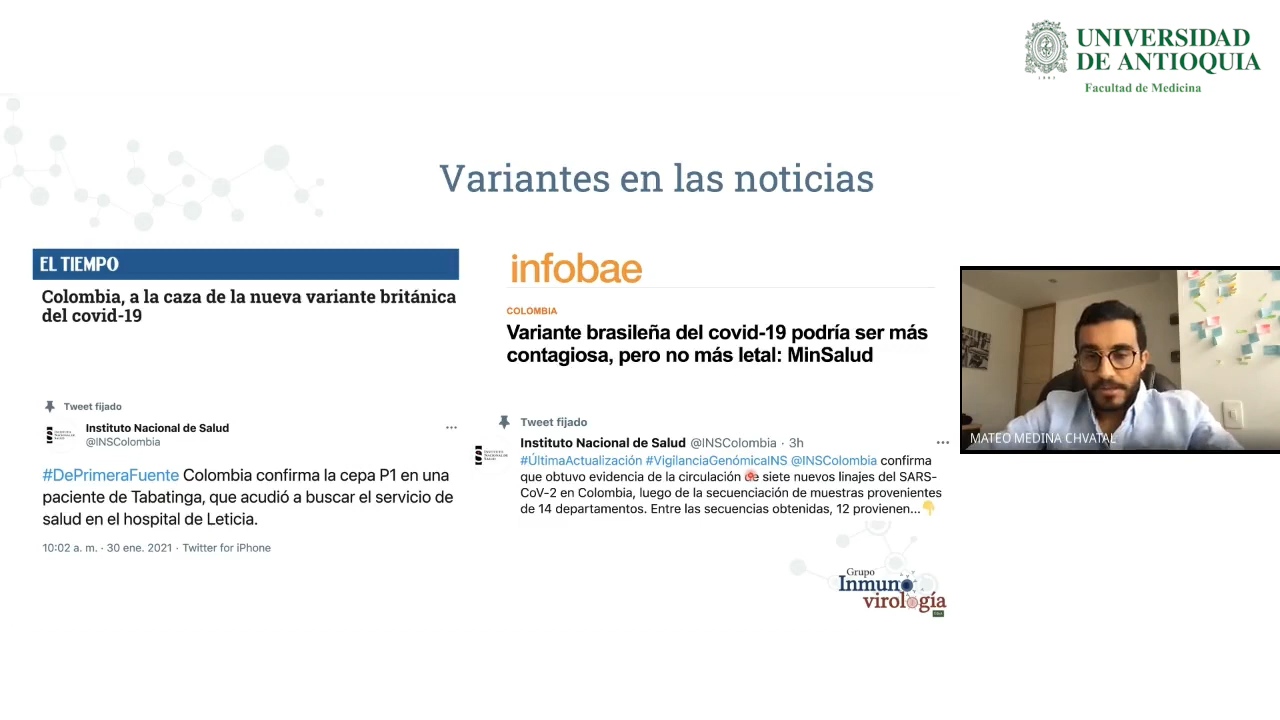 UNIVERSIDAD
DE ANTIOQUIA
1803
Facultad de Medicina
Variantes en las noticias
EL TIEMPO
Colombia, a la caza de la nueva variante británica
del covid-19
infobae
COLOMBIA
Variante brasileña del covid-19 podría ser más
contagiosa, pero no más letal: MinSalud
Tweet fijado
Instituto Nacional de Salud
@INSColombia
#DePrimeraFuente Colombia confirma la cepa P1 en una
paciente de Tabatinga, que acudió a buscar el servicio de
salud en el hospital de Leticia.
10:02 a. m. · 30 ene. 2021 · Twitter for iPhone
Tweet fijado
Instituto Nacional de Salud @INSColombia · 3h
#ÚltimaActualización #VigilanciaGenómicaINS @INSColombia confirma
que obtuvo evidencia de la circulación de siete nuevos linajes del SARS-
CoV-2 en Colombia, luego de la secuenciación de muestras provenientes
de 14 departamentos. Entre las secuencias obtenidas, 12 provienen...
Grupo
Inmuno
virología
MATEO MEDINA CHVATAL